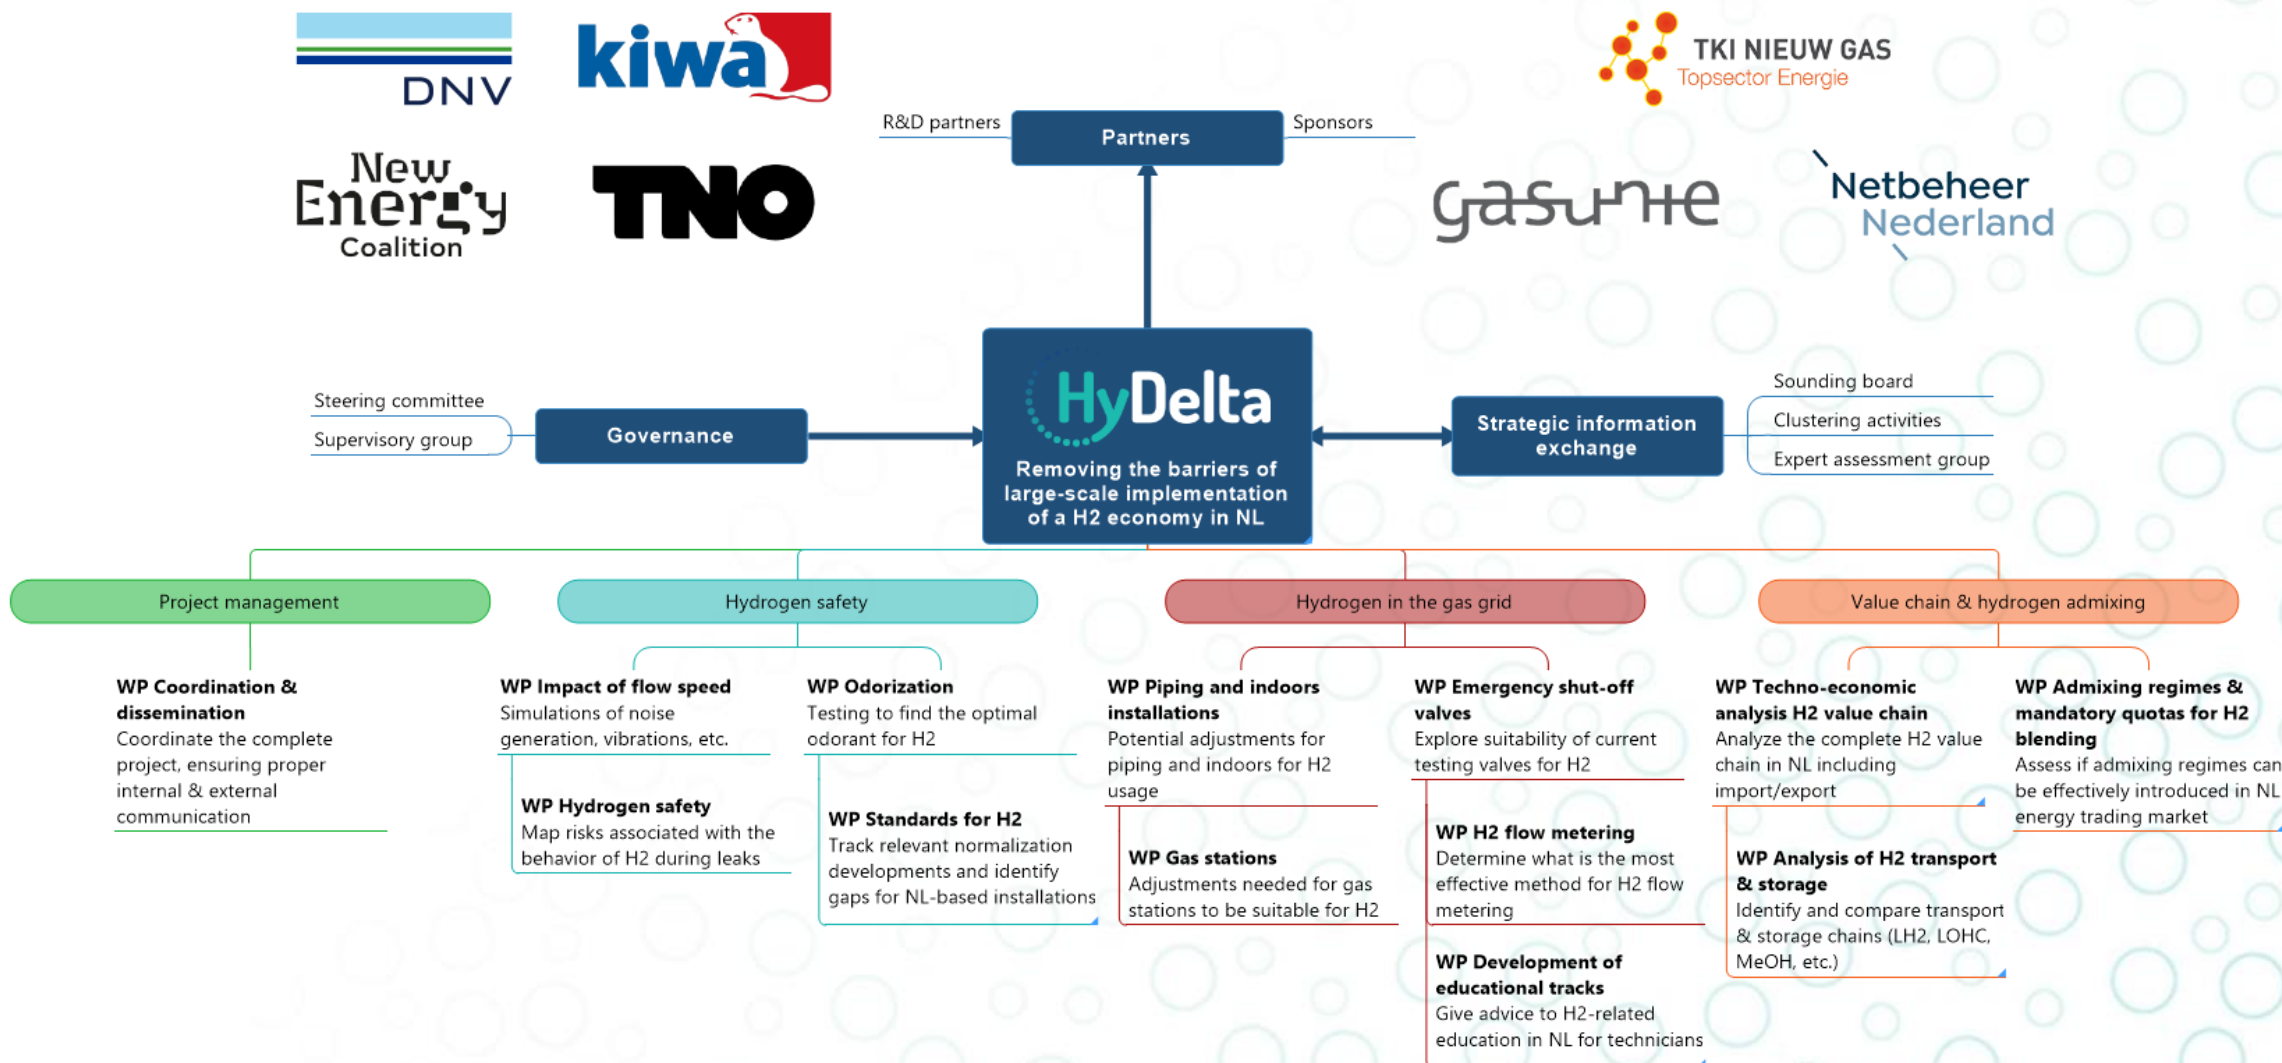 DNV
kiwa
TKI NIEUW GAS
Topsector Energie
R&D partners
Partners
Sponsors
New
Energy
Coalition
TNO
gasunie
Netbeheer
Nederland
HyDelta
Removing the barriers of
large-scale implementation
of a H2 economy in NL
Steering committee
Supervisory group
Governance
Strategic information
exchange
Sounding board
Clustering activities
Expert assessment group
Project management
Hydrogen safety
Hydrogen in the gas grid
Value chain & hydrogen admixing
WP Coordination &
dissemination
Coordinate the complete
project, ensuring proper
internal & external
communication
WP Impact of flow speed
Simulations of noise
generation, vibrations, etc.
WP Hydrogen safety
Map risks associated with the
behavior of H2 during leaks
WP Odorization
Testing to find the optimal
odorant for H2
WP Standards for H2
Track relevant normalization
developments and identify
gaps for NL-based installations
WP Piping and indoors
installations
Potential adjustments for
piping and indoors for H2
usage
WP Gas stations
Adjustments needed for gas
stations to be suitable for H2
WP Emergency shut-off
valves
Explore suitability of current
testing valves for H2
WP H2 flow metering
Determine what is the most
effective method for H2 flow
metering
WP Development of
educational tracks
Give advice to H2-related
education in NL for technicians
WP Techno-economic
analysis H2 value chain
Analyze the complete H2 value
chain in NL including
import/export
WP Analysis of H2 transport
& storage
Identify and compare transport
& storage chains (LH2, LOHC,
MeOH, etc.)
WP Admixing regimes &
mandatory quotas for H2
blending
Assess if admixing regimes can
be effectively introduced in NL
energy trading market